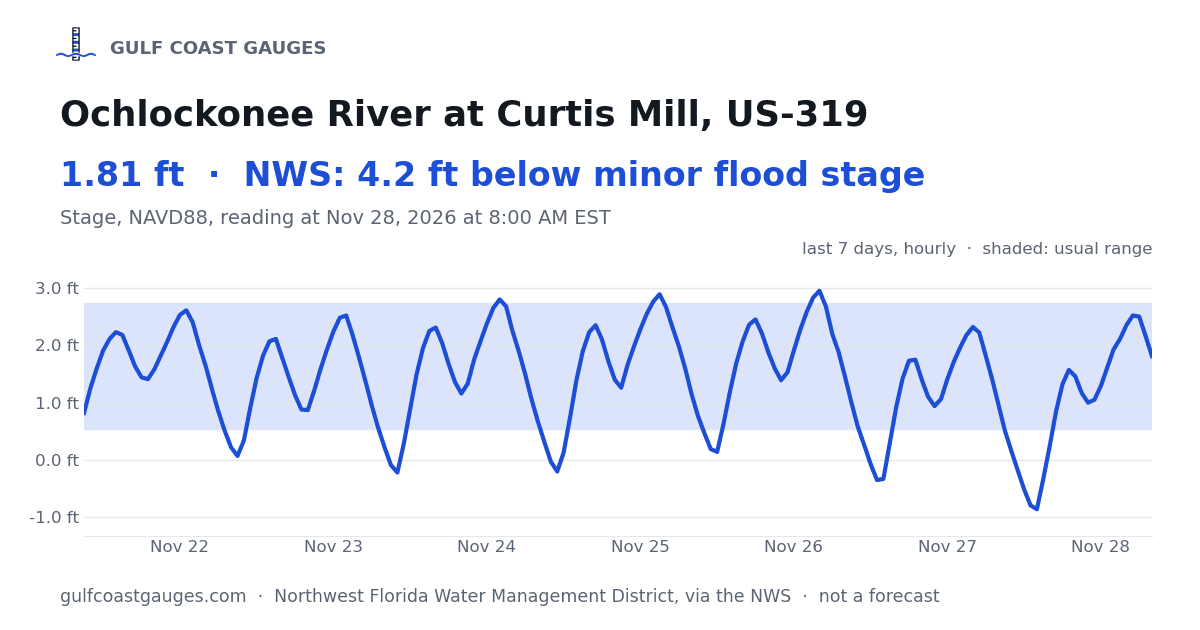 GULF COAST GAUGES
Ochlockonee River at Curtis Mill, US-319
1.81 ft · NWS: 4.2 ft below minor flood stage
Stage, NAVD88, reading at Nov 28, 2026 at 8:00 AM EST
last 7 days, hourly · shaded: usual range
3.0 ft
2.0 ft
1.0 ft
0.0 ft
-1.0 ft
Nov 22 Nov 23 Nov 24 Nov 25 Nov 26 Nov 27 Nov 28
gulfcoastgauges.com · Northwest Florida Water Management District, via the NWS · not a forecast